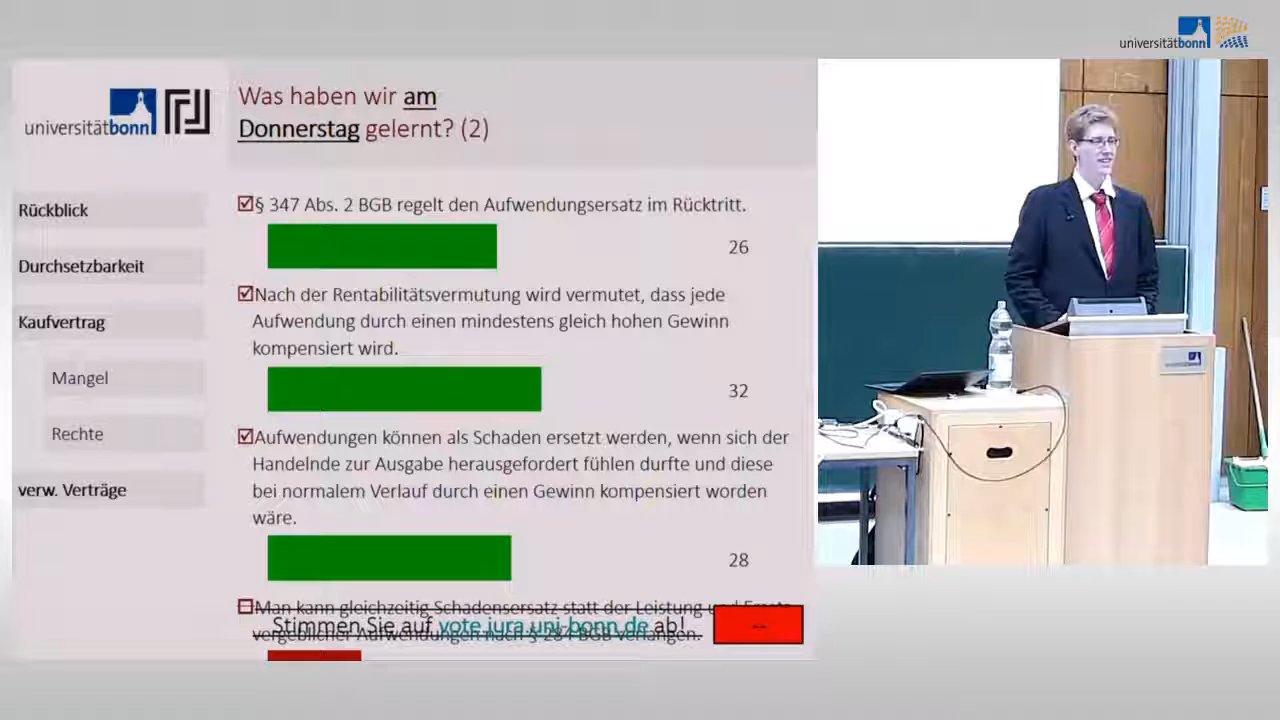 universitätbonn
universitätbonn
Was haben wir am
Donnerstag gelernt? (2)
Rückblick
Durchsetzbarkeit
Kaufvertrag
Mangel
Rechte
verw. Verträge
§ 347 Abs. 2 BGB regelt den Aufwendungsersatz im Rücktritt.
26
Nach der Rentabilitätsvermutung wird vermutet, dass jede
Aufwendung durch einen mindestens gleich hohen Gewinn
kompensiert wird.
32
Aufwendungen können als Schaden ersetzt werden, wenn sich der
Handelnde zur Ausgabe herausgefordert fühlen durfte und diese
bei normalem Verlauf durch einen Gewinn kompensiert worden
wäre.
28
Man kann gleichzeitig Schadensersatz statt der Leistung und Ersatz
vergeblicher Aufwendungen nach § 284 BGB verlangen.
Stimmen Sie auf vote.jura.uni-bonn.de ab!
--